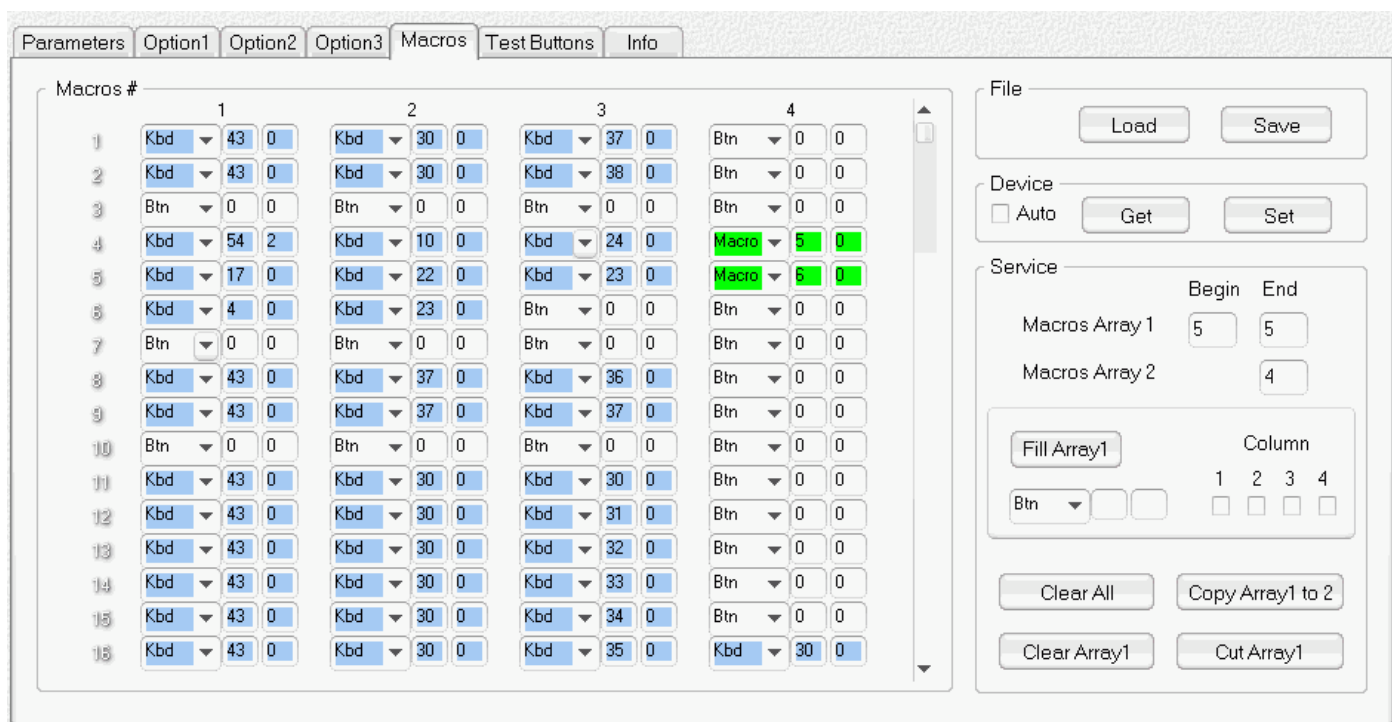 Parameters Option1 Option2 Option3 Macros Test Buttons Info
Macros #
1 2 3 4
1 Kbd 43 0 Kbd 30 0 Kbd 37 0 Btn 0 0
2 Kbd 43 0 Kbd 30 0 Kbd 38 0 Btn 0 0
3 Btn 0 0 Btn 0 0 Btn 0 0 Btn 0 0
4 Kbd 54 2 Kbd 10 0 Kbd 24 0 Macro 5 0
5 Kbd 17 0 Kbd 22 0 Kbd 23 0 Macro 6 0
6 Kbd 4 0 Kbd 23 0 Btn 0 0 Btn 0 0
7 Btn 0 0 Btn 0 0 Btn 0 0 Btn 0 0
8 Kbd 43 0 Kbd 37 0 Kbd 36 0 Btn 0 0
9 Kbd 43 0 Kbd 37 0 Kbd 37 0 Btn 0 0
10 Btn 0 0 Btn 0 0 Btn 0 0 Btn 0 0
11 Kbd 43 0 Kbd 30 0 Kbd 30 0 Btn 0 0
12 Kbd 43 0 Kbd 30 0 Kbd 31 0 Btn 0 0
13 Kbd 43 0 Kbd 30 0 Kbd 32 0 Btn 0 0
14 Kbd 43 0 Kbd 30 0 Kbd 33 0 Btn 0 0
15 Kbd 43 0 Kbd 30 0 Kbd 34 0 Btn 0 0
16 Kbd 43 0 Kbd 30 0 Kbd 35 0 Kbd 30 0
File
Load Save
Device
Auto Get Set
Service
Begin End
Macros Array 1 5 5
Macros Array 2 4
Fill Array1 Column
1 2 3 4
Btn
Clear All Copy Array1 to 2
Clear Array1 Cut Array1